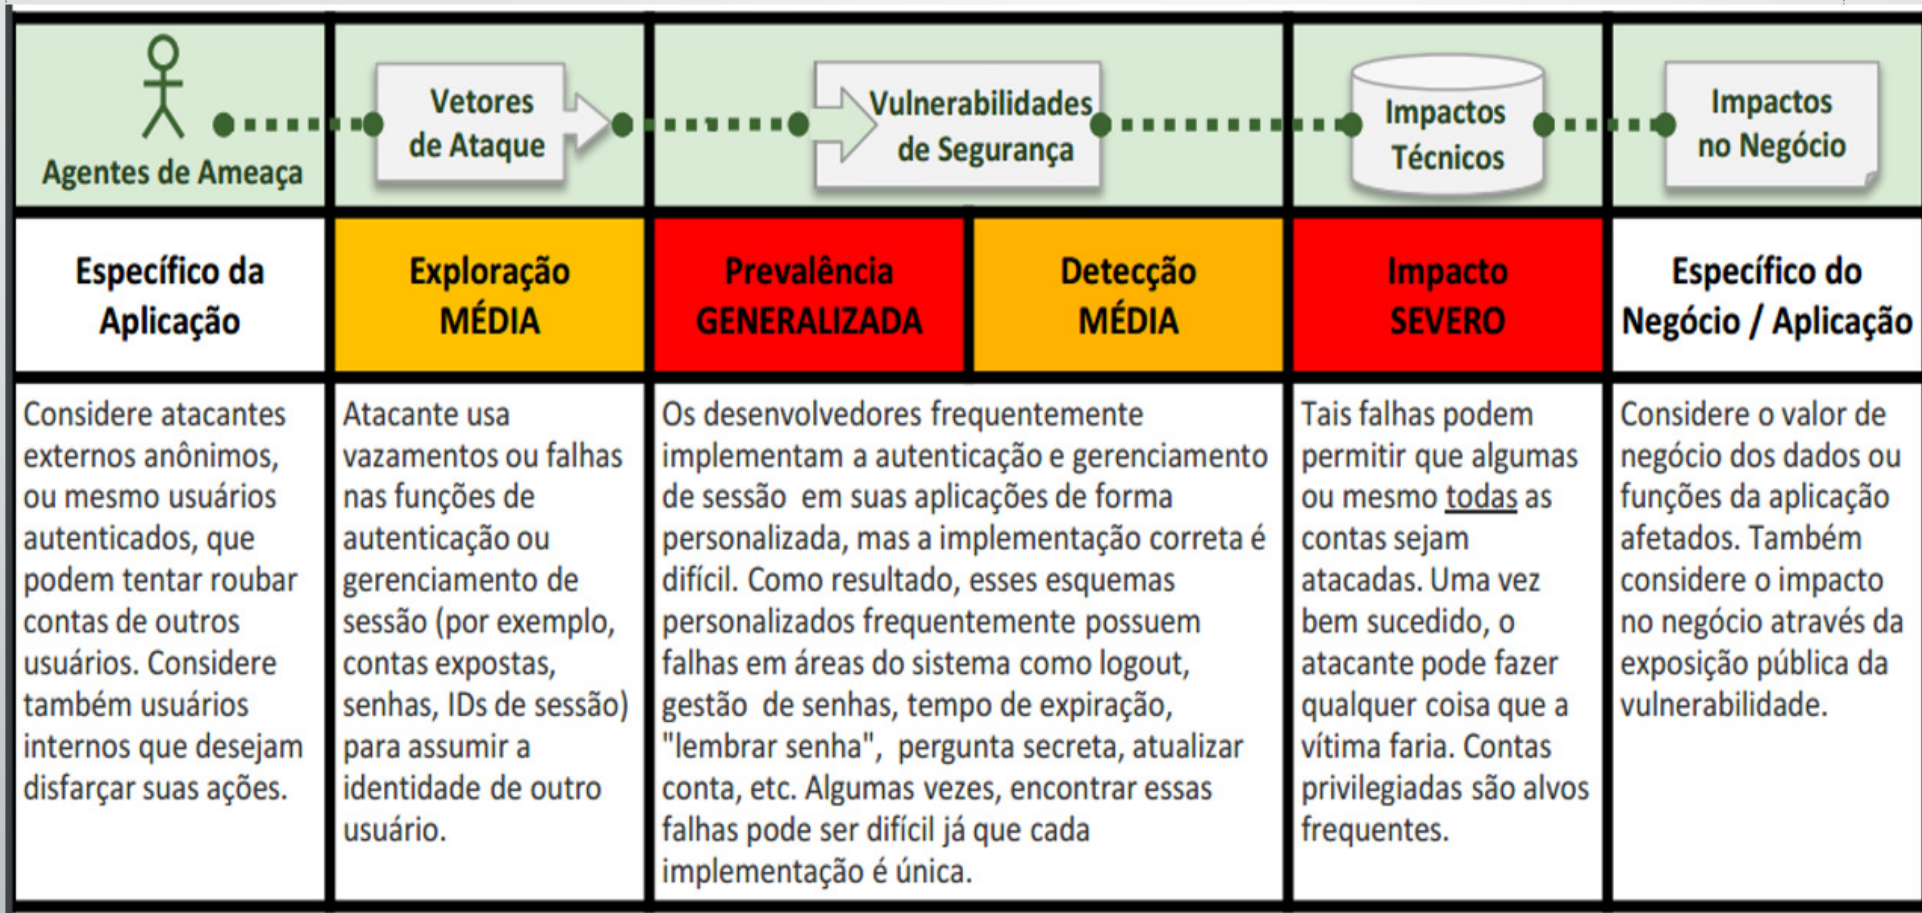 Agentes de Ameaça
Vetores
de Ataque
Vulnerabilidades
de Segurança
Impactos
Técnicos
Impactos
no Negócio
Específico da
Aplicação
Exploração
MÉDIA
Prevalência
GENERALIZADA
Detecção
MÉDIA
Impacto
SEVERO
Específico do
Negócio / Aplicação
Considere atacantes
externos anônimos,
ou mesmo usuários
autenticados, que
podem tentar roubar
contas de outros
usuários. Considere
também usuários
internos que desejam
disfarçar suas ações.
Atacante usa
vazamentos ou falhas
nas funções de
autenticação ou
gerenciamento de
sessão (por exemplo,
contas expostas,
senhas, IDs de sessão)
para assumir a
identidade de outro
usuário.
Os desenvolvedores frequentemente
implementam a autenticação e gerenciamento
de sessão em suas aplicações de forma
personalizada, mas a implementação correta é
difícil. Como resultado, esses esquemas
personalizados frequentemente possuem
falhas em áreas do sistema como logout,
gestão de senhas, tempo de expiração,
"lembrar senha", pergunta secreta, atualizar
conta, etc. Algumas vezes, encontrar essas
falhas pode ser difícil já que cada
implementação é única.
Tais falhas podem
permitir que algumas
ou mesmo todas as
contas sejam
atacadas. Uma vez
bem sucedido, o
atacante pode fazer
qualquer coisa que a
vítima faria. Contas
privilegiadas são alvos
frequentes.
Considere o valor de
negócio dos dados ou
funções da aplicação
afetados. Também
considere o impacto
no negócio através da
exposição pública da
vulnerabilidade.